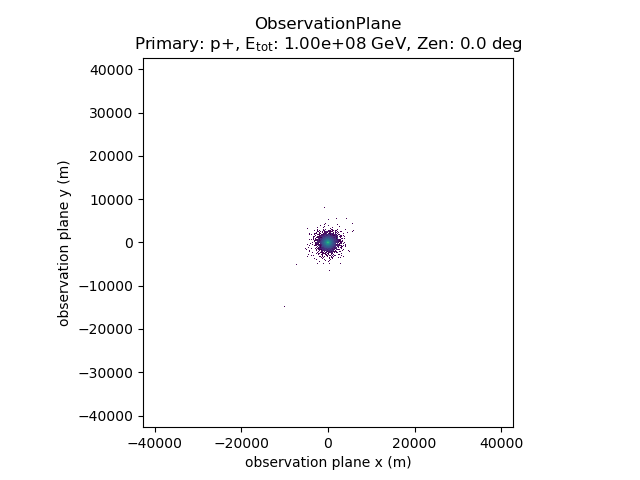 ObservationPlane
Primary: p+, E_tot: 1.00e+08 GeV, Zen: 0.0 deg
40000
30000
20000
10000
0
−10000
−20000
−30000
−40000
observation plane y (m)
−40000 −20000 0 20000 40000
observation plane x (m)